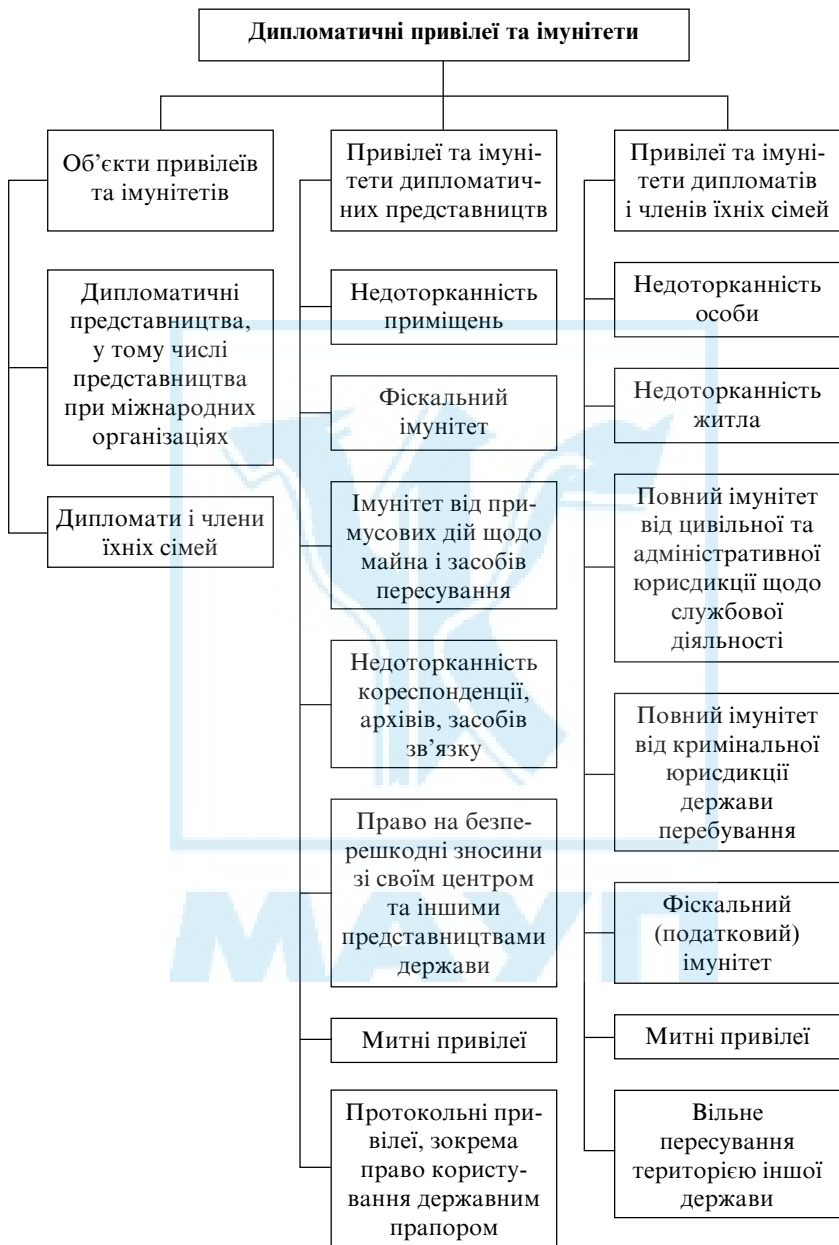 Дипломатичні привілеї та імунітети
Об’єкти привілеїв
та імунітетів
Дипломатичні
представництва,
у тому числі
представництва
при міжнародних
організаціях
Дипломати і члени
їхніх сімей
Привілеї та імуні-
тети дипломатич-
них представництв
Недоторканність
приміщень
Фіскальний
імунітет
Імунітет від при-
мусових дій щодо
майна і засобів
пересування
Недоторканність
кореспонденції,
архівів, засобів
зв’язку
Право на безпе-
решкодні зносини
зі своїм центром
та іншими
представництвами
держави
Митні привілеї
Протокольні при-
вілеї, зокрема
право користу-
вання державним
прапором
Привілеї та імуні-
тети дипломатів
і членів їхніх сімей
Недоторканність
особи
Недоторканність
житла
Повний імунітет
від цивільної та
адміністративної
юрисдикції щодо
службової
діяльності
Повний імунітет
від кримінальної
юрисдикції
держави
перебування
Фіскальний
(податковий)
імунітет
Митні привілеї
Вільне
пересування
територією іншої
держави
МАУП